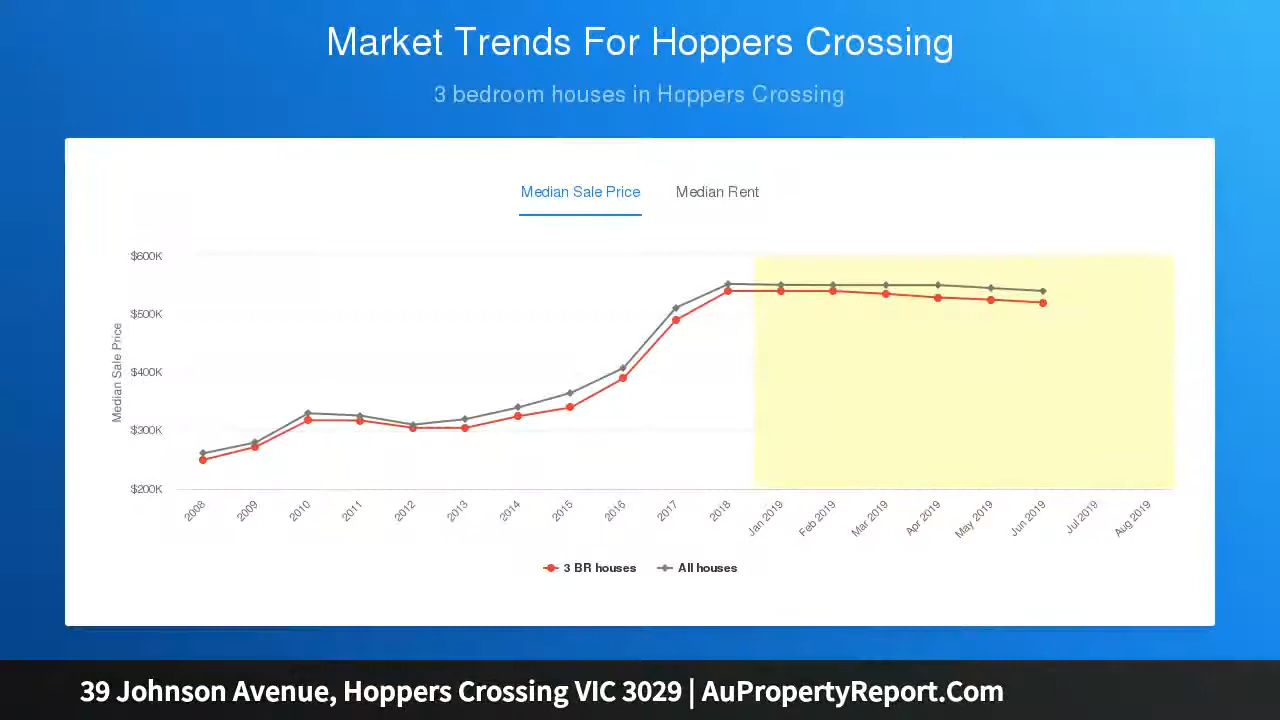 Market Trends For Hoppers Crossing
3 bedroom houses in Hoppers Crossing
Median Sale Price
Median Rent
$600K
$500K
$400K
$300K
$200K
Median Sale Price
2008
2009
2010
2011
2012
2013
2014
2015
2016
2017
2018
Jan 2019
Feb 2019
Mar 2019
Apr 2019
May 2019
Jun 2019
Jul 2019
Aug 2019
3 BR houses
All houses
39 Johnson Avenue, Hoppers Crossing VIC 3029 | AuPropertyReport.Com